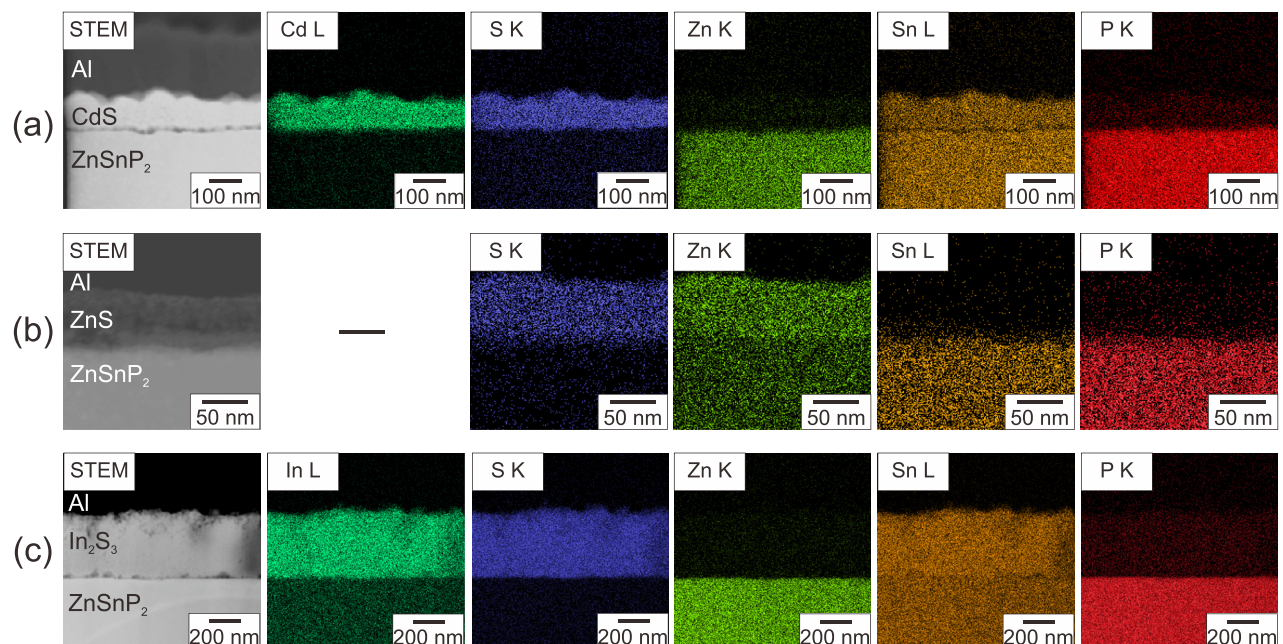 STEM Cd L S K Zn K Sn L P K
Al
(a)
CdS
ZnSnP₂
100 nm 100 nm 100 nm 100 nm 100 nm 100 nm
STEM S K Zn K Sn L P K
Al
(b)
ZnS
ZnSnP₂
50 nm 50 nm 50 nm 50 nm 50 nm
STEM In L S K Zn K Sn L P K
Al
(c)
In₂S₃
ZnSnP₂
200 nm 200 nm 200 nm 200 nm 200 nm 200 nm